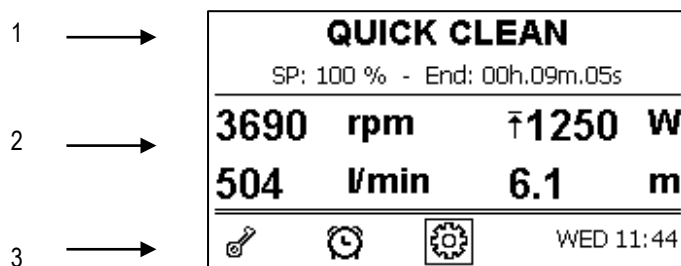 1 QUICK CLEAN
SP: 100 % - End: 00h.09m.05s
3690 rpm ↑1250 W
2
504 l/min 6.1 m
3 WED 11:44